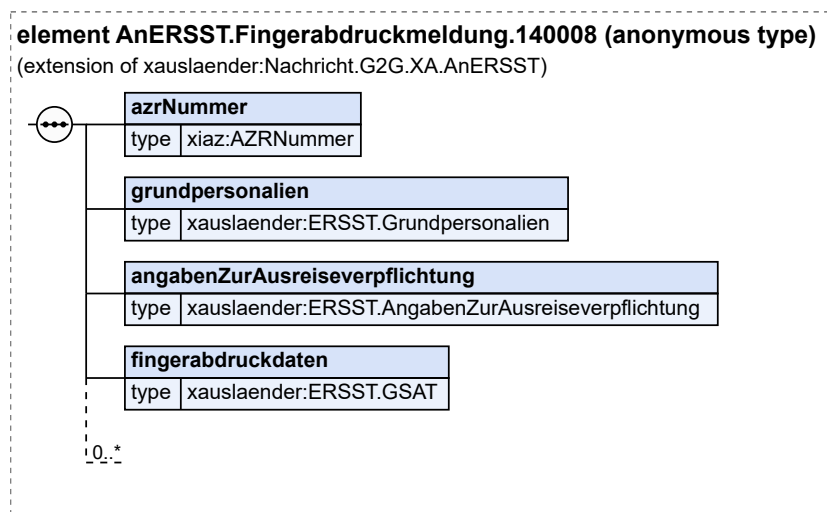 element AnERSST.Fingerabdruckmeldung.140008 (anonymous type)
(extension of xauslaender:Nachricht.G2G.XA.AnERSST)
azrNummer
type xiaz:AZRNummer
grundpersonalien
type xauslaender:ERSST.Grundpersonalien
angabenZurAusreiseverpflichtung
type xauslaender:ERSST.AngabenZurAusreiseverpflichtung
fingerabdruckdaten
type xauslaender:ERSST.GSAT
0..*